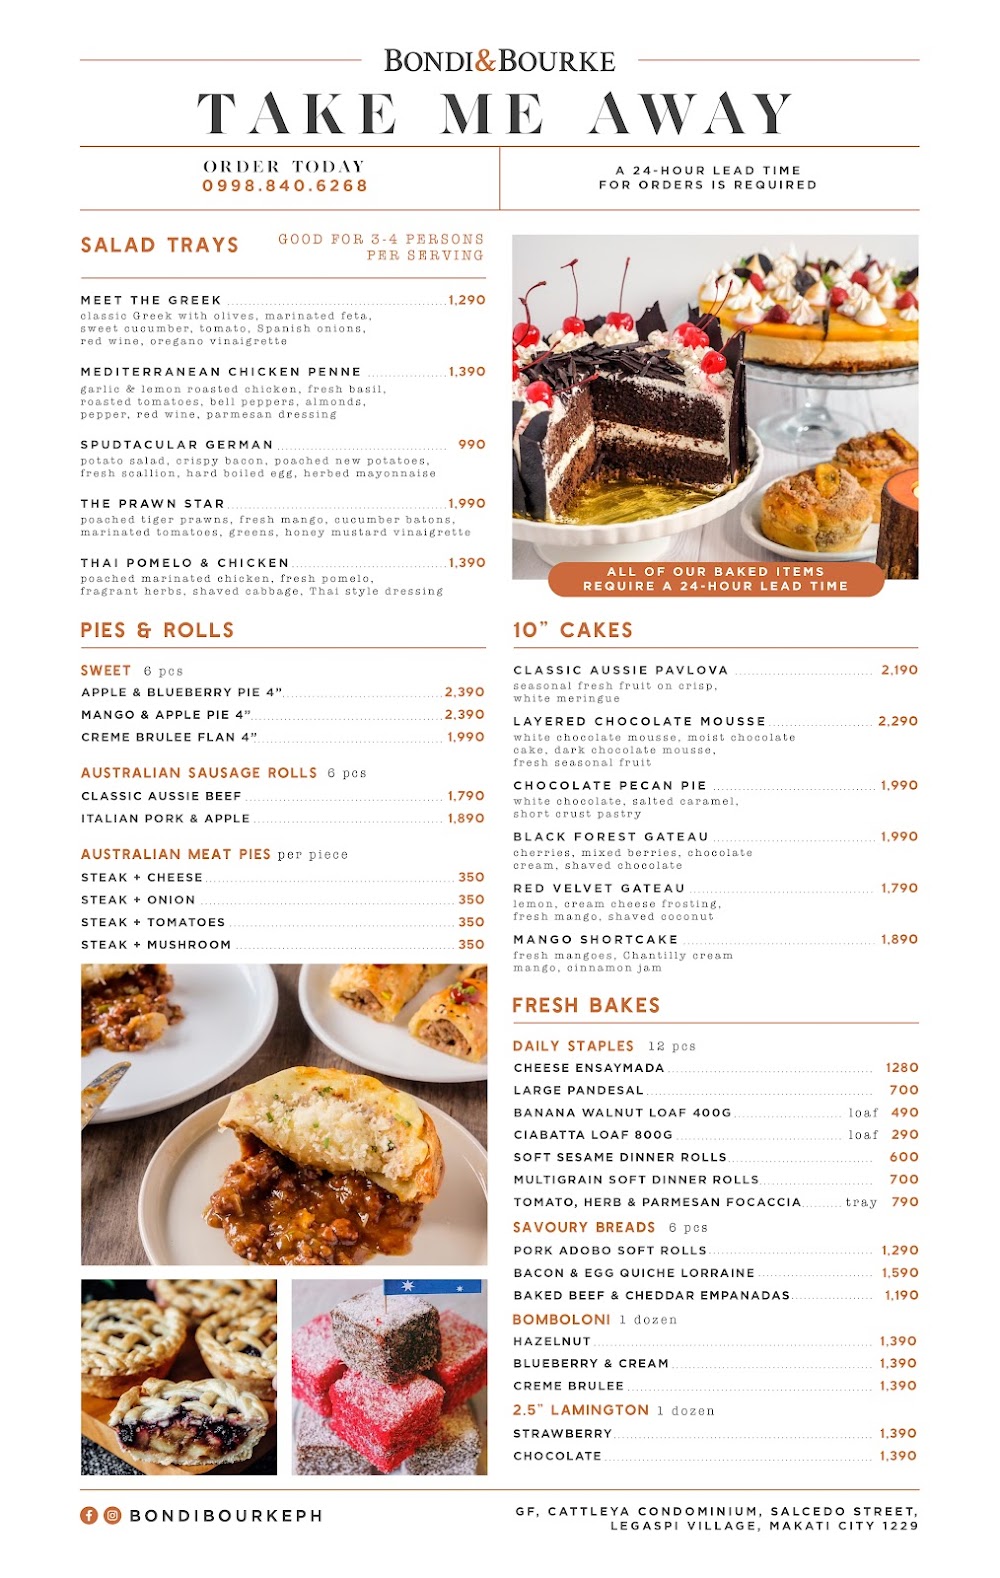 BONDI&BOURKE
TAKE ME AWAY
ORDER TODAY
0998.840.6268
A 24-HOUR LEAD TIME
FOR ORDERS IS REQUIRED
SALAD TRAYS
GOOD FOR 3-4 PERSONS
PER SERVING
MEET THE GREEK 1,290
classic Greek with olives, marinated feta,
sweet cucumber, tomato, Spanish onions,
red wine, oregano vinaigrette
MEDITERRANEAN CHICKEN PENNE 1,390
garlic & lemon roasted chicken, fresh basil,
roasted tomatoes, bell peppers, almonds,
pepper, red wine, parmesan dressing
SPUDTACULAR GERMAN 990
potato salad, crispy bacon, poached new potatoes,
fresh scallion, hard boiled egg, herbed mayonnaise
THE PRAWN STAR 1,990
poached tiger prawns, fresh mango, cucumber batons,
marinated tomatoes, greens, honey mustard vinaigrette
THAI POMELO & CHICKEN 1,390
poached marinated chicken, fresh pomelo,
fragrant herbs, shaved cabbage, Thai style dressing
ALL OF OUR BAKED ITEMS
REQUIRE A 24-HOUR LEAD TIME
PIES & ROLLS
SWEET 6 pcs
APPLE & BLUEBERRY PIE 4" 2,390
MANGO & APPLE PIE 4" 2,390
CREME BRULEE FLAN 4" 1,990
AUSTRALIAN SAUSAGE ROLLS 6 pcs
CLASSIC AUSSIE BEEF 1,790
ITALIAN PORK & APPLE 1,890
AUSTRALIAN MEAT PIES per piece
STEAK + CHEESE 350
STEAK + ONION 350
STEAK + TOMATOES 350
STEAK + MUSHROOM 350
10" CAKES
CLASSIC AUSSIE PAVLOVA 2,190
seasonal fresh fruit on crisp,
white meringue
LAYERED CHOCOLATE MOUSSE 2,290
white chocolate mousse, moist chocolate
cake, dark chocolate mousse,
fresh seasonal fruit
CHOCOLATE PECAN PIE 1,990
white chocolate, salted caramel,
short crust pastry
BLACK FOREST GATEAU 1,990
cherries, mixed berries, chocolate
cream, shaved chocolate
RED VELVET GATEAU 1,790
lemon, cream cheese frosting,
fresh mango, shaved coconut
MANGO SHORTCAKE 1,890
fresh mangoes, Chantilly cream
mango, cinnamon jam
FRESH BAKES
DAILY STAPLES 12 pcs
CHEESE ENSAYMADA 1280
LARGE PANDESAL 700
BANANA WALNUT LOAF 400G loaf 490
CIABATTA LOAF 800G loaf 290
SOFT SESAME DINNER ROLLS 600
MULTIGRAIN SOFT DINNER ROLLS 700
TOMATO, HERB & PARMESAN FOCACCIA tray 790
SAVOURY BREADS 6 pcs
PORK ADOBO SOFT ROLLS 1,290
BACON & EGG QUICHE LORRAINE 1,590
BAKED BEEF & CHEDDAR EMPANADAS 1,190
BOMBOLONI 1 dozen
HAZELNUT 1,390
BLUEBERRY & CREAM 1,390
CREME BRULEE 1,390
2.5" LAMINGTON 1 dozen
STRAWBERRY 1,390
CHOCOLATE 1,390
BONDIBOURKEPH
GF, CATTLEYA CONDOMINIUM, SALCEDO STREET,
LEGASPI VILLAGE, MAKATI CITY 1229